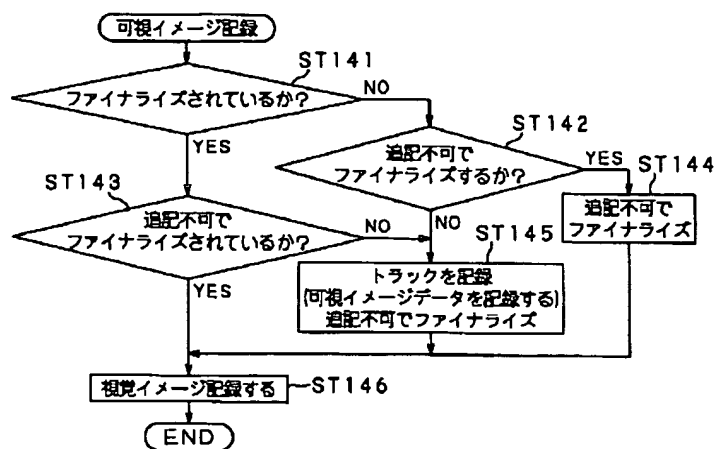 可視イメージ記録
ST141
ファイナライズされているか?
NO
YES
ST142
追記不可で
ファイナライズするか?
YES
NO
ST144
追記不可で
ファイナライズ
ST143
追記不可で
ファイナライズされているか?
NO
YES
ST145
トラックを記録
(可視イメージデータを記録する)
追記不可でファイナライズ
視覚イメージ記録する
ST146
END